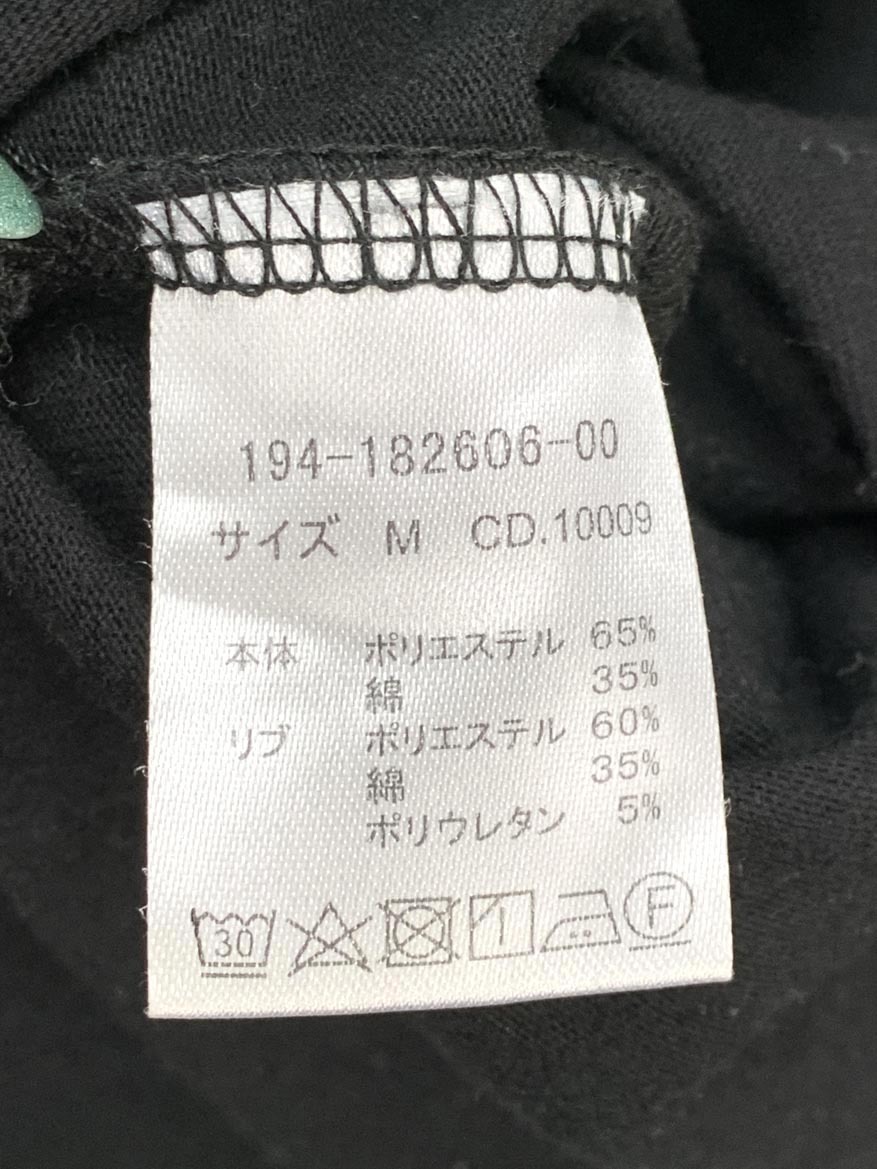 194-182606-00
サイズ M CD.10009
本体 ポリエステル 65%
綿 35%
リブ ポリエステル 60%
綿 35%
ポリウレタン 5%
30 F